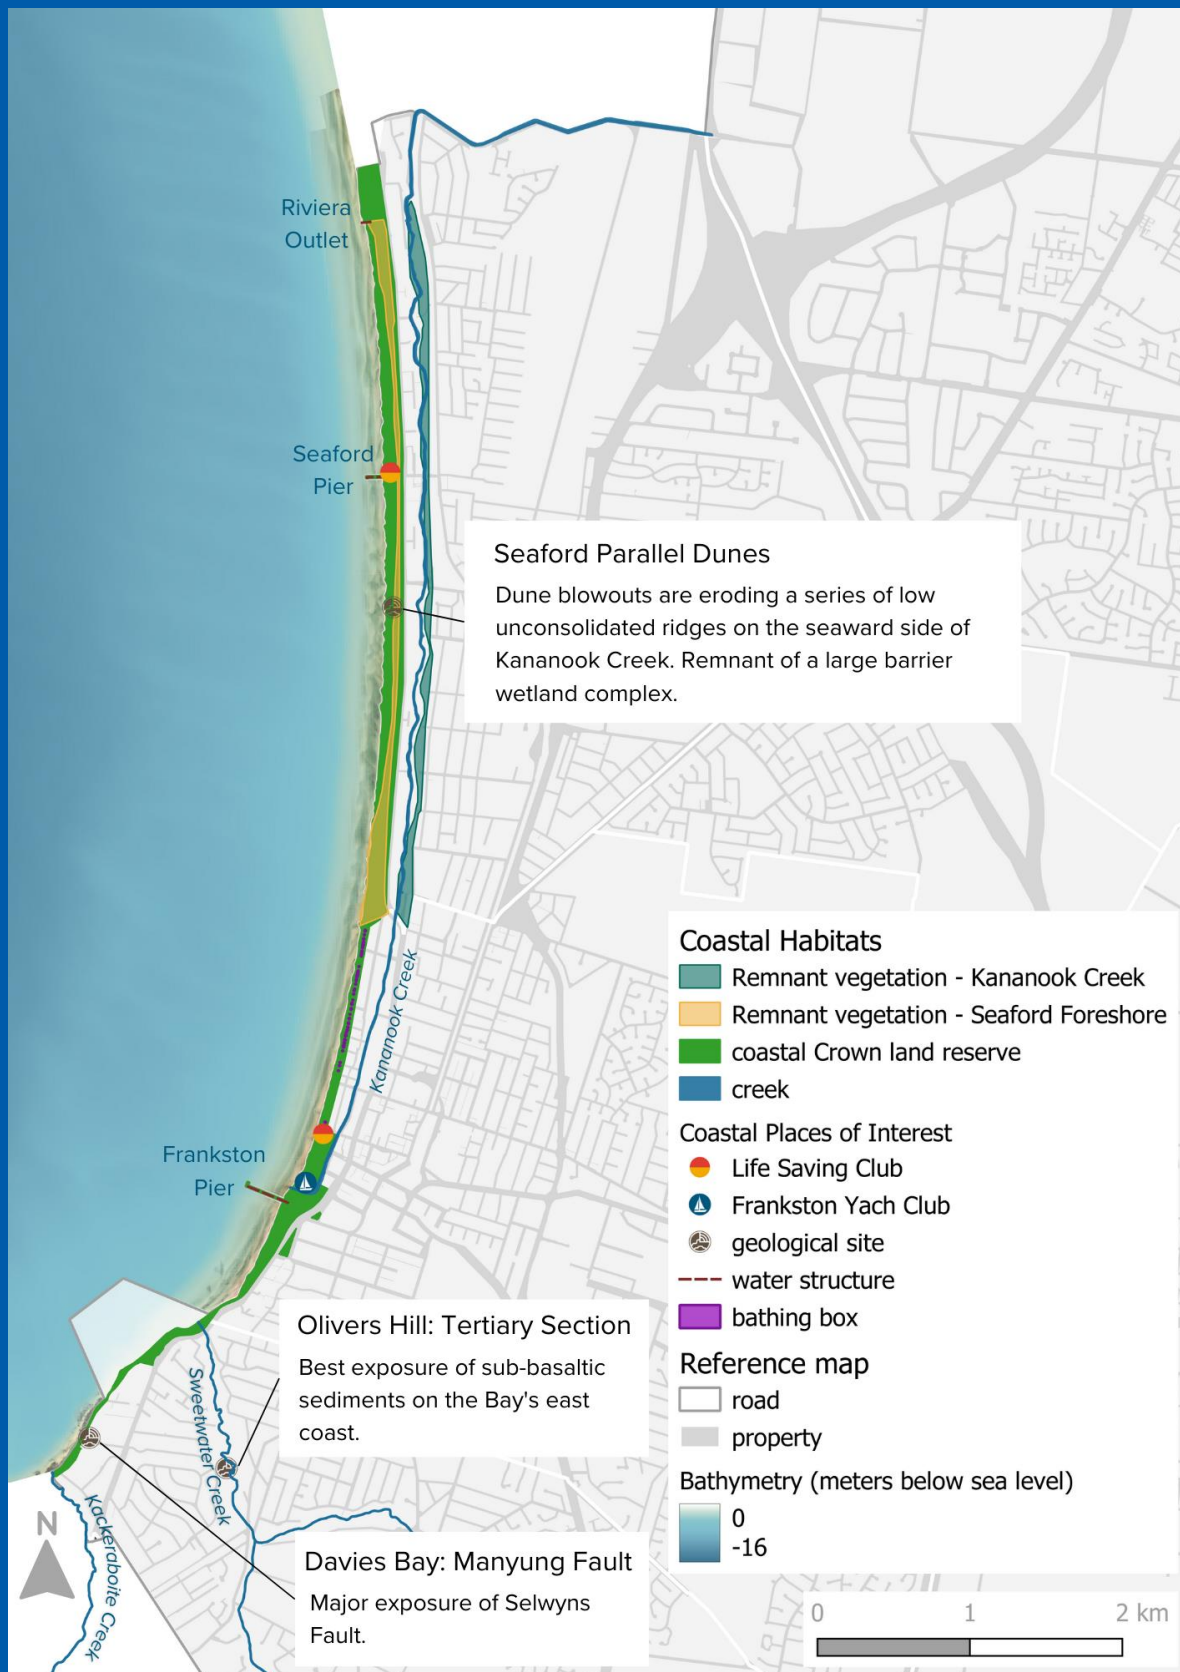 Riviera
Outlet
Seaford
Pier
Seaford Parallel Dunes
Dune blowouts are eroding a series of low
unconsolidated ridges on the seaward side of
Kananook Creek. Remnant of a large barrier
wetland complex.
Kananook Creek
Frankston
Pier
Coastal Habitats
Remnant vegetation - Kananook Creek
Remnant vegetation - Seaford Foreshore
coastal Crown land reserve
creek
Coastal Places of Interest
Life Saving Club
Frankston Yach Club
geological site
water structure
bathing box
Reference map
road
property
Bathymetry (meters below sea level)
0
-16
Olivers Hill: Tertiary Section
Best exposure of sub-basaltic
sediments on the Bay's east
coast.
Sweetwater Creek
Kackeraboite Creek
N
Davies Bay: Manyung Fault
Major exposure of Selwyns
Fault.
0 1 2 km